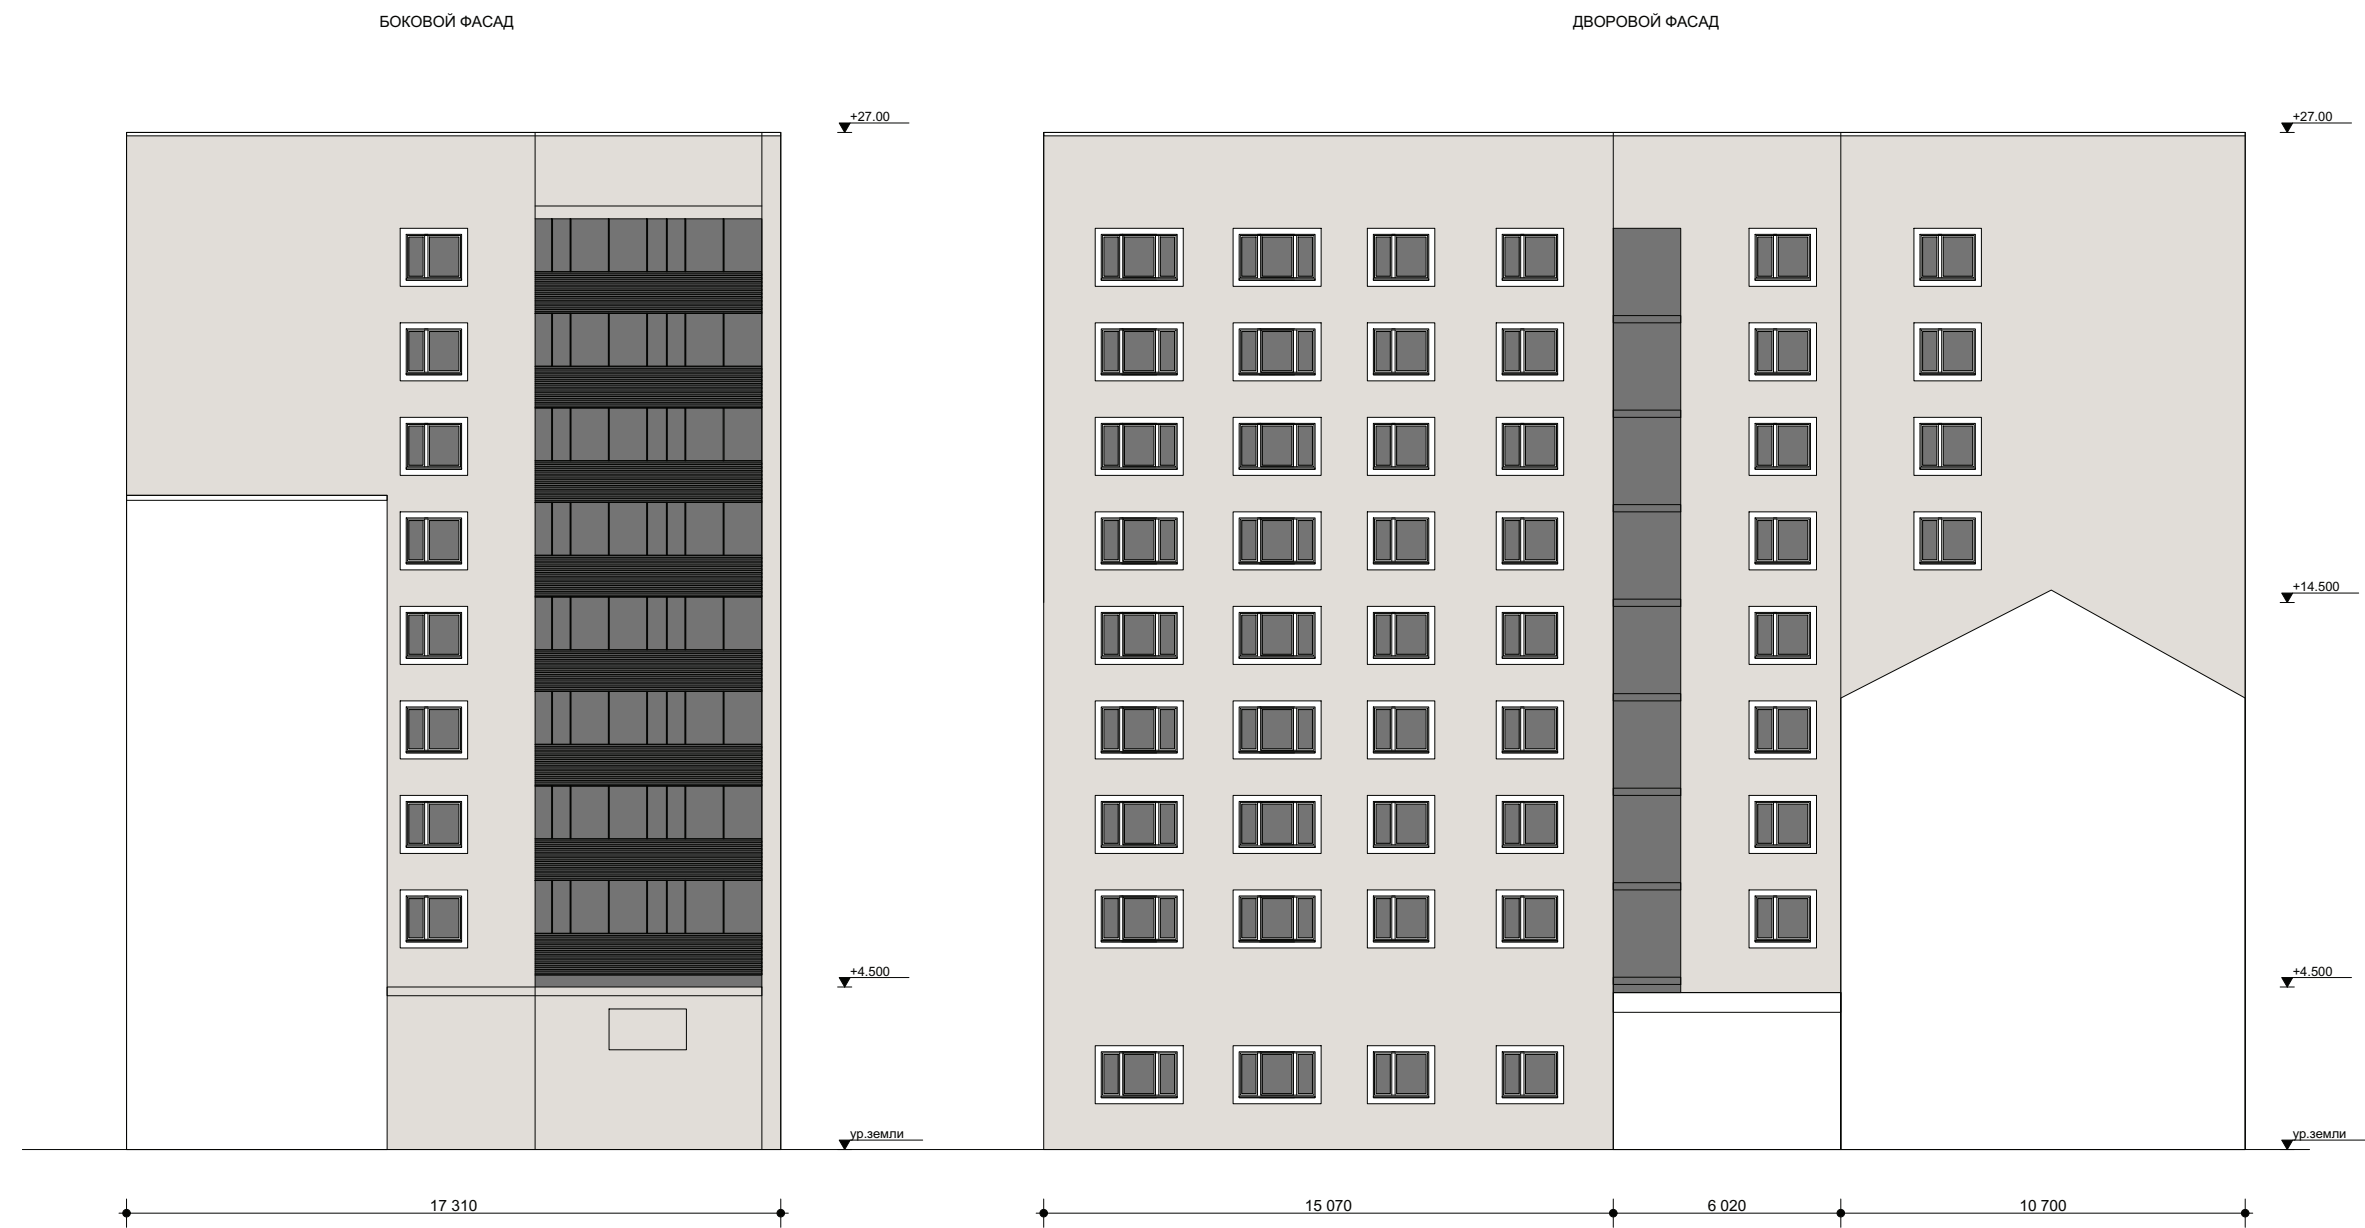 БОКОВОЙ ФАСАД
ДВОРОВОЙ ФАСАД
+27.00
+27.00
+14.500
+4.500
+4.500
ур.земли
ур.земли
17 310
15 070
6 020
10 700